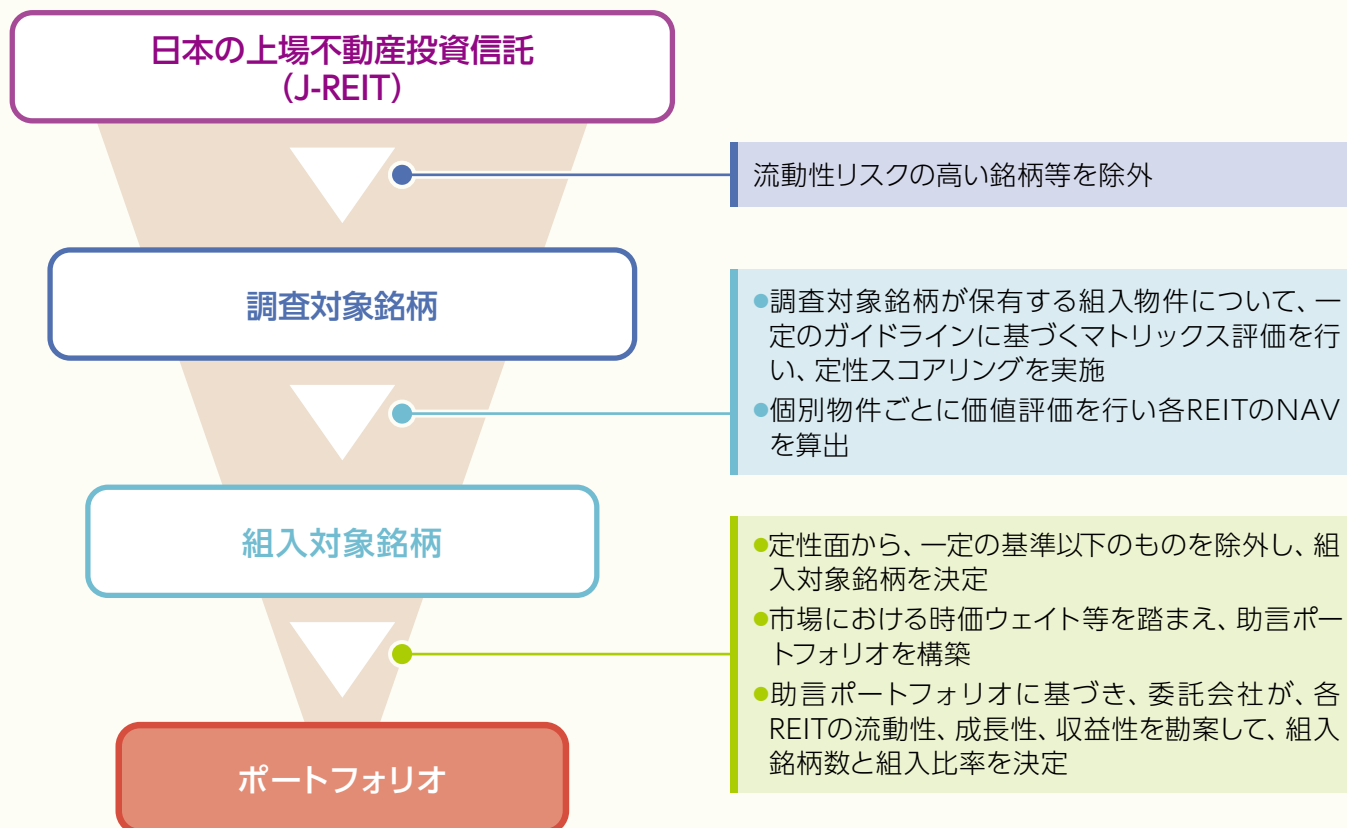 日本の上場不動産投資信託
(J-REIT)
流動性リスクの高い銘柄等を除外
調査対象銘柄
●調査対象銘柄が保有する組入物件について、一
定のガイドラインに基づくマトリックス評価を行
い、定性スコアリングを実施
●個別物件ごとに価値評価を行い各REITのNAV
を算出
組入対象銘柄
●定性面から、一定の基準以下のものを除外し、組
入対象銘柄を決定
●市場における時価ウェイト等を踏まえ、助言ポー
トフォリオを構築
●助言ポートフォリオに基づき、委託会社が、各
REITの流動性、成長性、収益性を勘案して、組入
銘柄数と組入比率を決定
ポートフォリオ